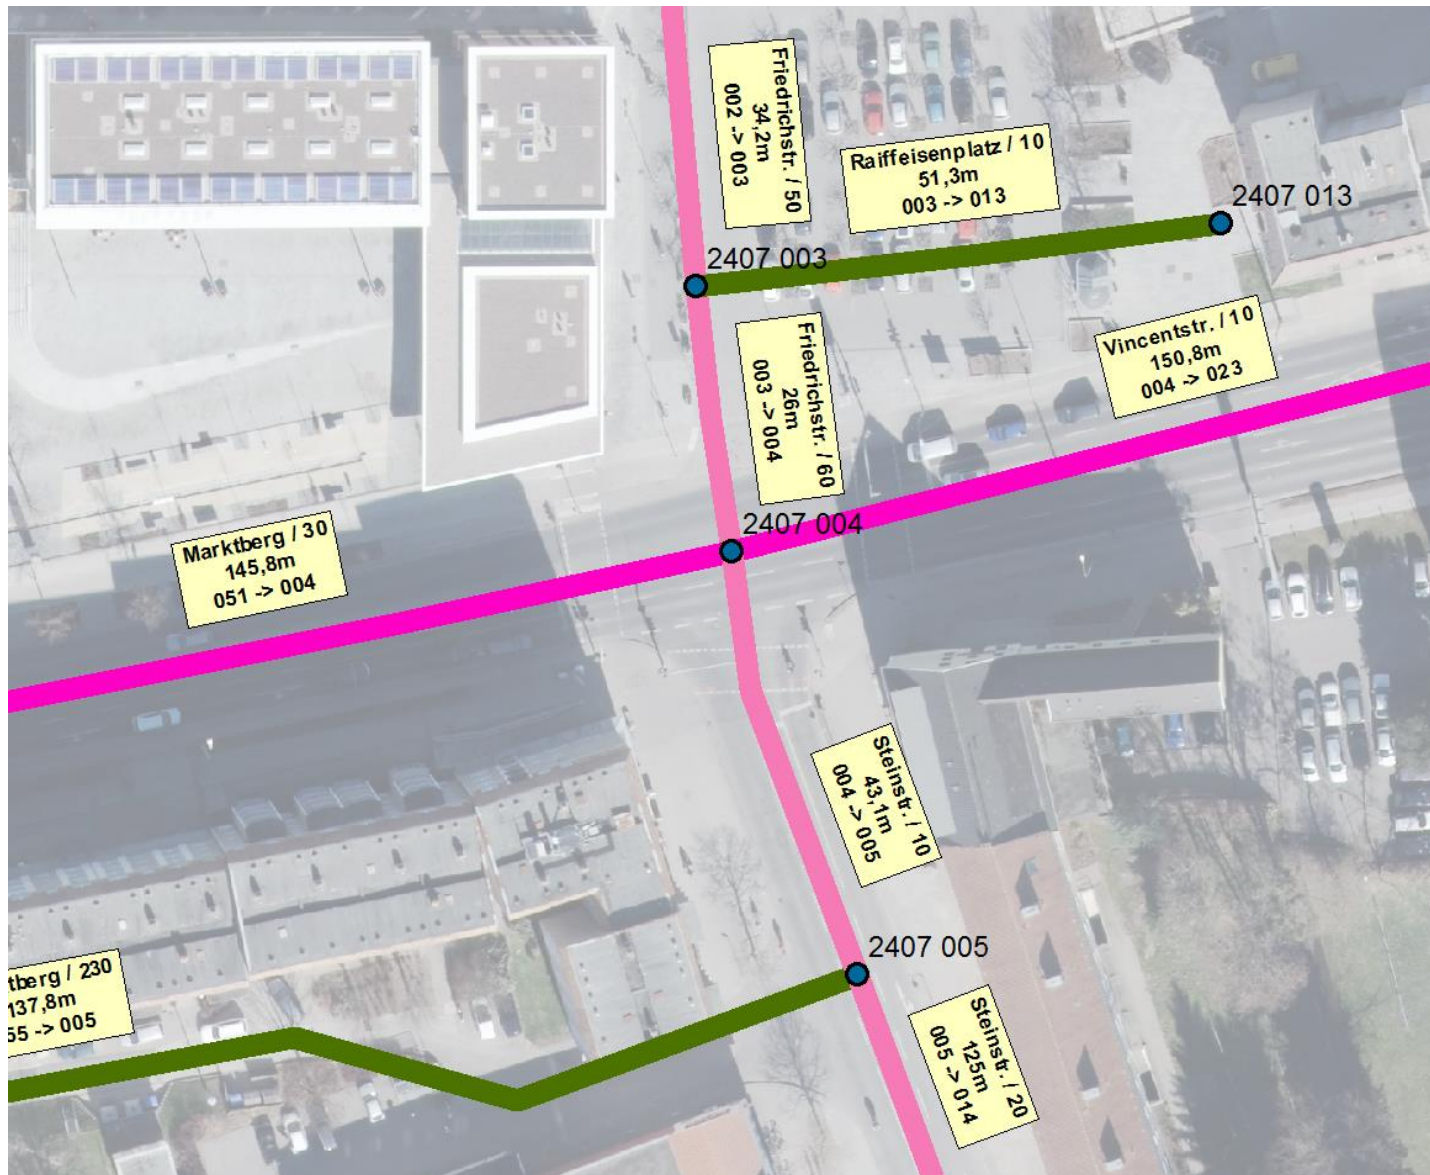 Friedrichstr. / 50
34,2m
002 -> 003
Raiffeisenplatz / 10
51,3m
003 -> 013
2407 013
2407 003
Friedrichstr. / 60
26m
003 -> 004
Vincentstr. / 10
150,8m
004 -> 023
2407 004
Marktberg / 30
145,8m
051 -> 004
Steinstr. / 10
43,1m
004 -> 005
2407 005
tberg / 230
137,8m
55 -> 005
Steinstr. / 20
125m
005 -> 014